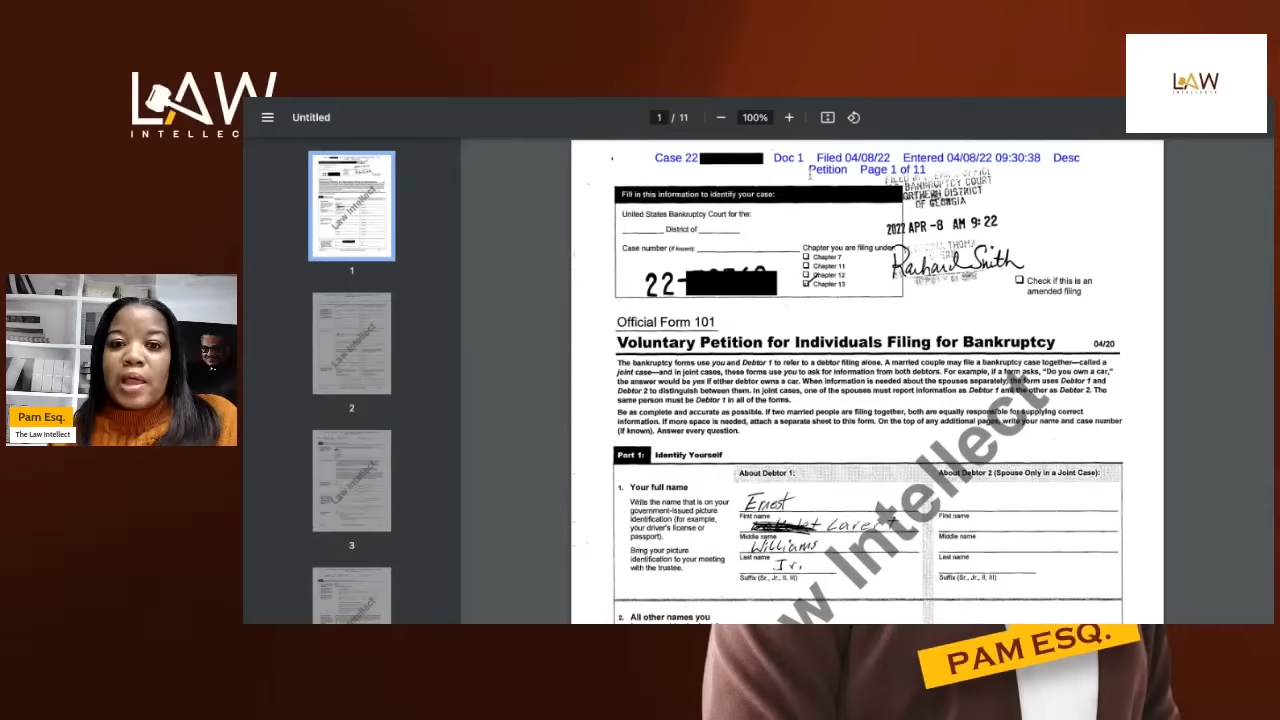 LAW
INTELLEC
LAW
INTELLECT
Untitled
1 / 11
100%
Case 22
Doc 1 Filed 04/08/22 Entered 04/08/22 09:30:38 Desc
Petition Page 1 of 11
BANKRUPTCY COURT
NORTHERN DISTRICT
OF GEORGIA
2022 APR -8 AM 9: 22
Fill in this information to identify your case:
United States Bankruptcy Court for the:
District of
Case number (If known):
Chapter you are filing under:
Chapter 7
Chapter 11
Chapter 12
Chapter 13
22-
Richard Smith
Check if this is an
amended filing
Official Form 101
Voluntary Petition for Individuals Filing for Bankruptcy
04/20
The bankruptcy forms use you and Debtor 1 to refer to a debtor filing alone. A married couple may file a bankruptcy case together—called a
joint case—and in joint cases, these forms use you to ask for information from both debtors. For example, if a form asks, “Do you own a car,”
the answer would be yes if either debtor owns a car. When information is needed about the spouses separately, the form uses Debtor 1 and
Debtor 2 to distinguish between them. In joint cases, one of the spouses must report information as Debtor 1 and the other as Debtor 2. The
same person must be Debtor 1 in all of the forms.
Be as complete and accurate as possible. If two married people are filing together, both are equally responsible for supplying correct
information. If more space is needed, attach a separate sheet to this form. On the top of any additional pages, write your name and case number
(if known). Answer every question.
Part 1: Identify Yourself
About Debtor 1:
About Debtor 2 (Spouse Only in a Joint Case):
1. Your full name
Write the name that is on your
government-issued picture
identification (for example,
your driver's license or
passport).
Bring your picture
identification to your meeting
with the trustee.
Ernest
First name
Middle name
Williams
Last name
Jr.
Suffix (Sr., Jr., II, III)
First name
Middle name
Last name
Suffix (Sr., Jr., II, III)
2. All other names you
w Intellect
1
Law Intellect
2
Law Intellect
3
Law Intellect
Pam Esq.
The Law Intellect
PAM ESQ.